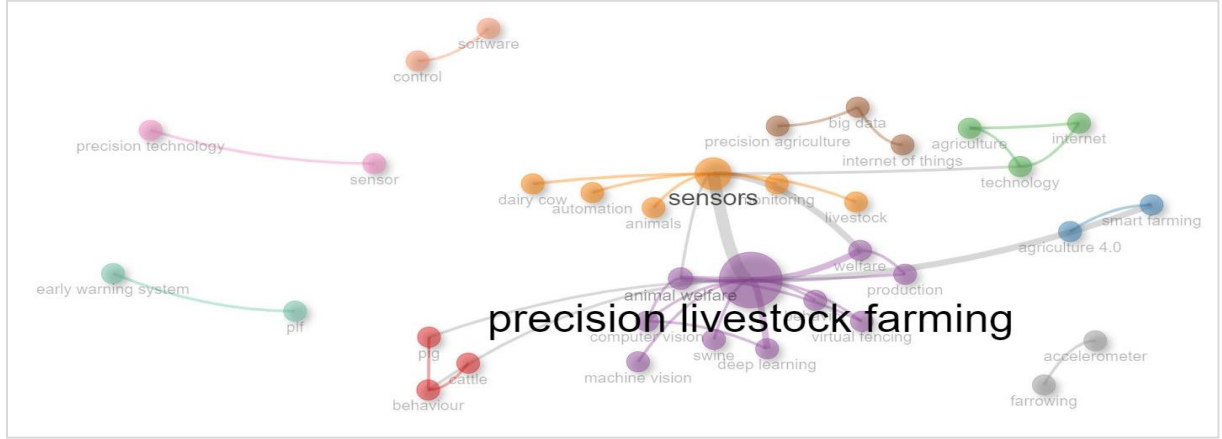 software
control
big data
precision agriculture
agriculture
internet
precision technology
internet of things
sensor
technology
sensors
dairy cow
automation
monitoring
animals
livestock
smart farming
agriculture 4.0
welfare
early warning system
animal welfare
production
plf
precision livestock farming
computer vision
virtual fencing
pig
swine
deep learning
accelerometer
cattle
machine vision
behaviour
farrowing